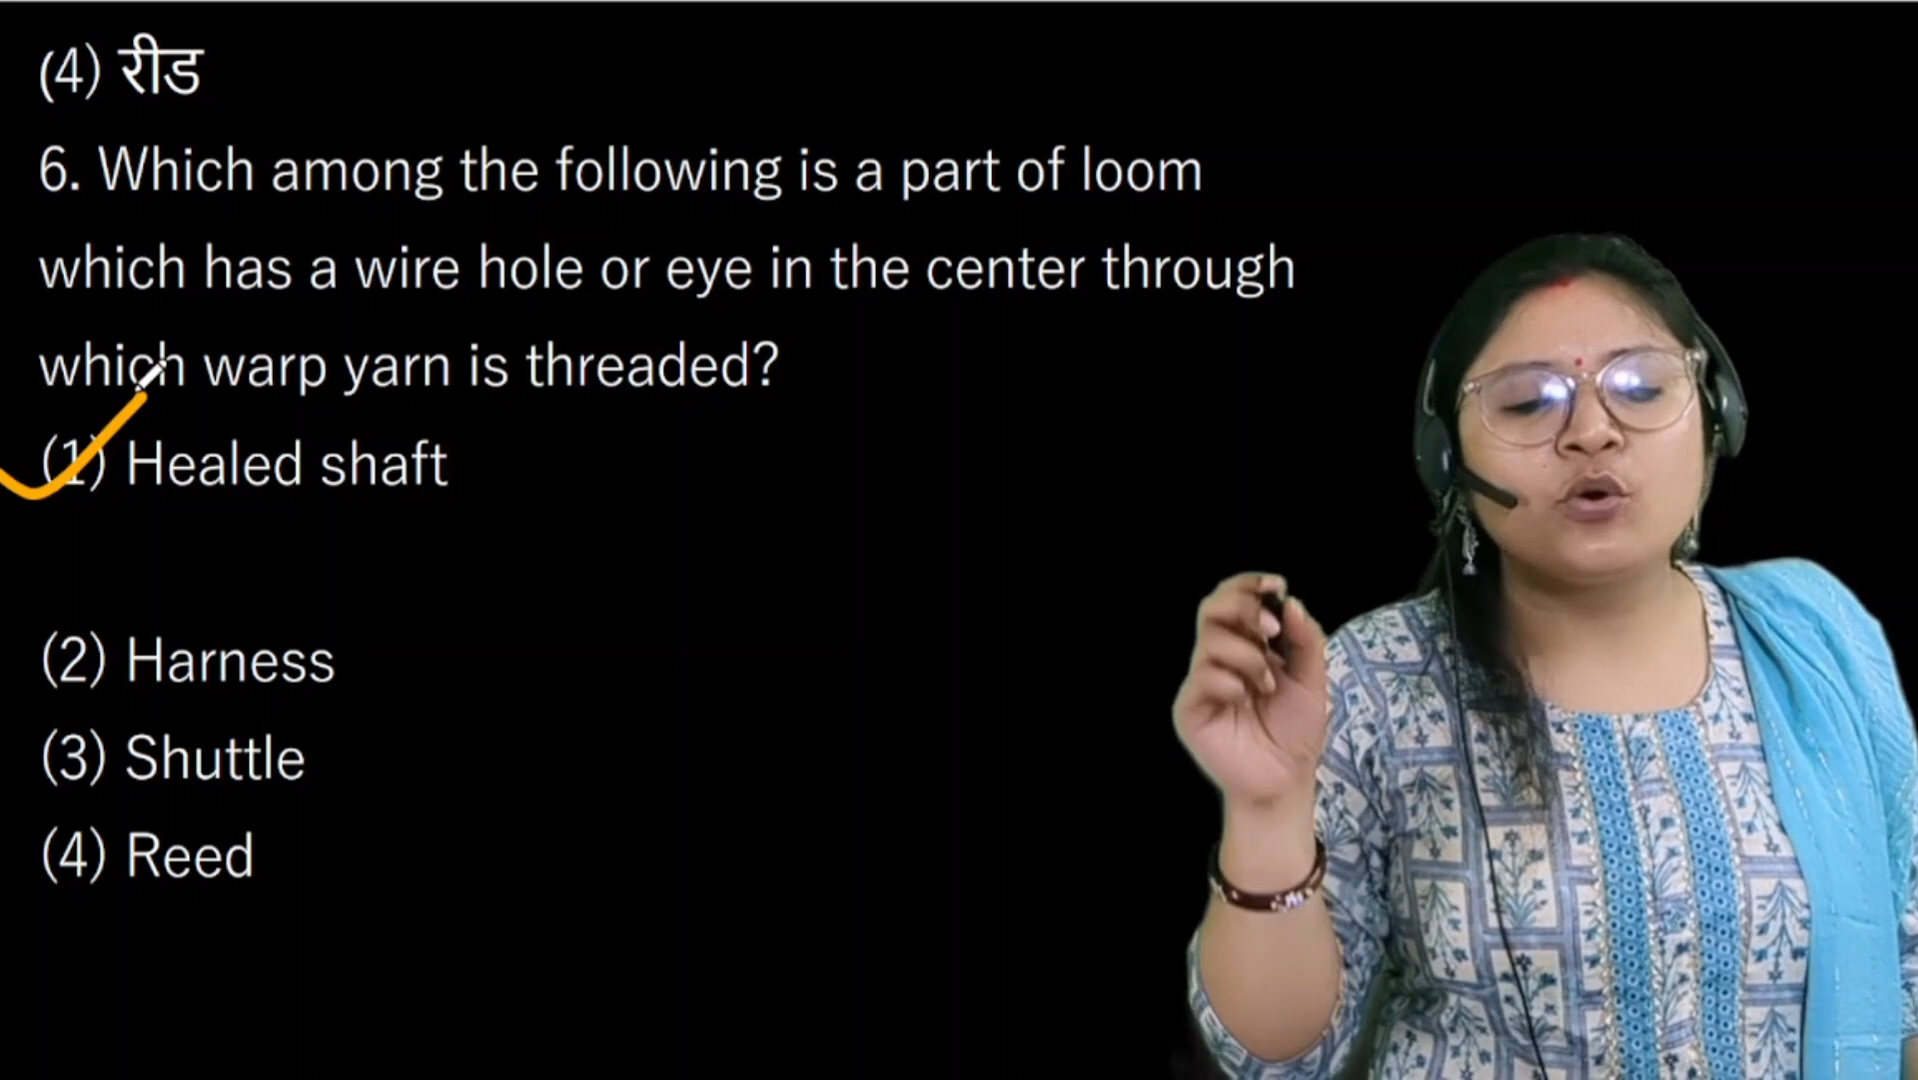 (4) रीड
6. Which among the following is a part of loom
which has a wire hole or eye in the center through
which warp yarn is threaded?
(1) Healed shaft
(2) Harness
(3) Shuttle
(4) Reed